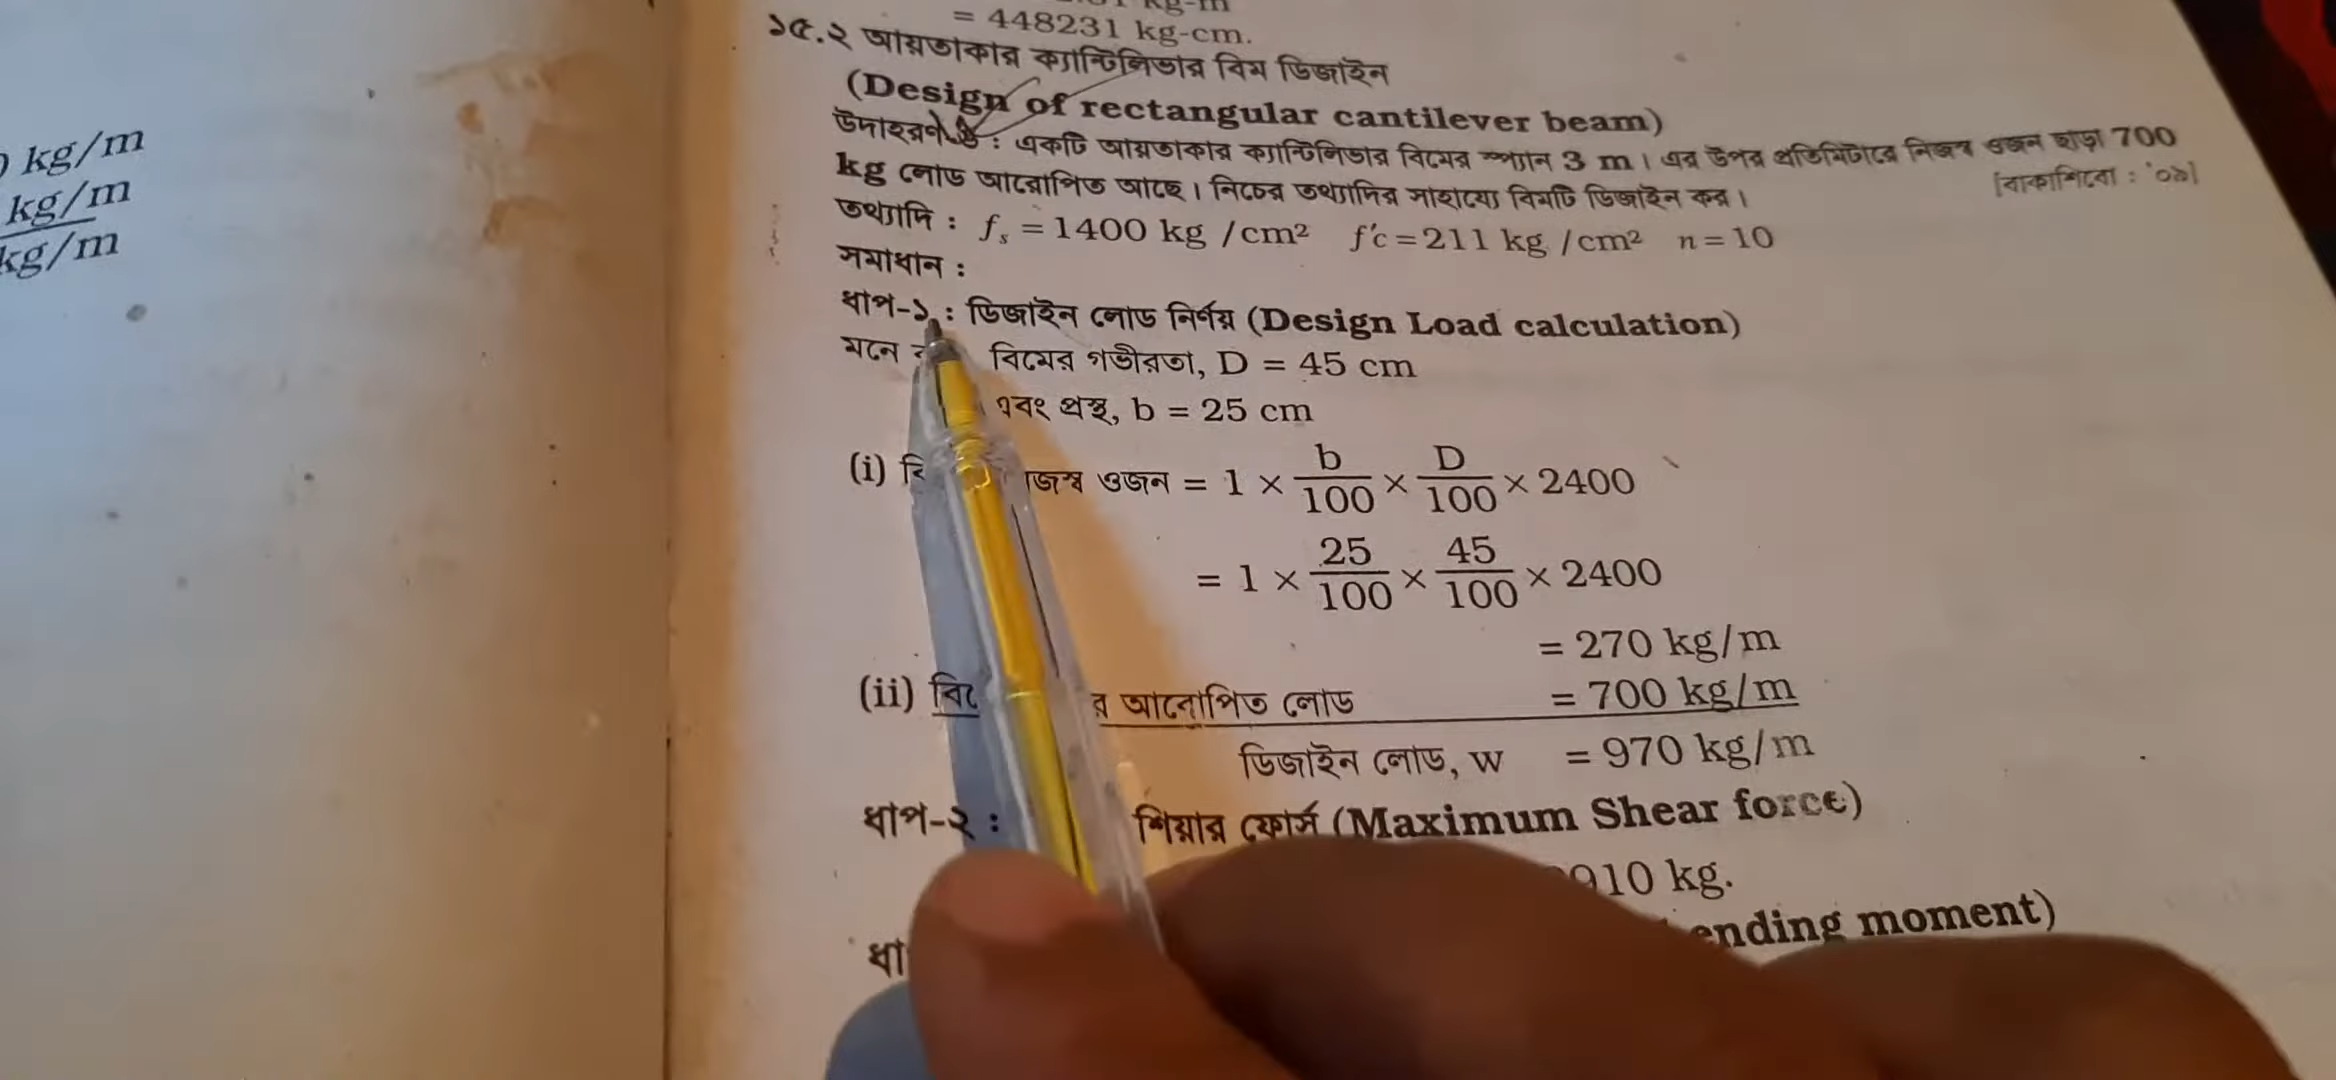 kg/m
kg/m
kg/m
= 448231 kg-cm.
১৫.২ আয়তাকার ক্যান্টিলিভার বিম ডিজাইন
(Design of rectangular cantilever beam)
উদাহরণ : একটি আয়তাকার ক্যান্টিলিভার বিমের স্প্যান 3 m। এর উপর প্রতিমিটারে নিজস্ব ওজন ছাড়া 700
kg লোড আরোপিত আছে। নিচের তথ্যাদির সাহায্যে বিমটি ডিজাইন কর।
[বাকাশিবো : '০৯]
তথ্যাদি : fₛ = 1400 kg /cm² f'c = 211 kg /cm² n = 10
সমাধান :
ধাপ-১ : ডিজাইন লোড নির্ণয় (Design Load calculation)
মনে বিমের গভীরতা, D = 45 cm
এবং প্রস্থ, b = 25 cm
(i) ওজন = 1 × b/100 × D/100 × 2400
= 1 × 25/100 × 45/100 × 2400
= 270 kg/m
(ii) আরোপিত লোড = 700 kg/m
ডিজাইন লোড, w = 970 kg/m
ধাপ-২ : শিয়ার ফোর্স (Maximum Shear force)
910 kg.
ending moment)